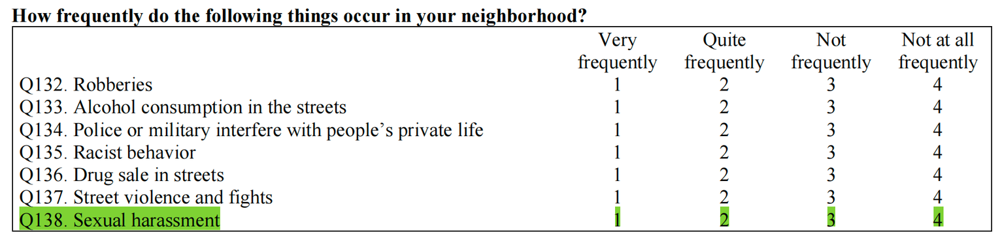 How frequently do the following things occur in your neighborhood?
Very frequently Quite frequently Not frequently Not at all frequently
Q132. Robberies 1 2 3 4
Q133. Alcohol consumption in the streets 1 2 3 4
Q134. Police or military interfere with people’s private life 1 2 3 4
Q135. Racist behavior 1 2 3 4
Q136. Drug sale in streets 1 2 3 4
Q137. Street violence and fights 1 2 3 4
Q138. Sexual harassment 1 2 3 4